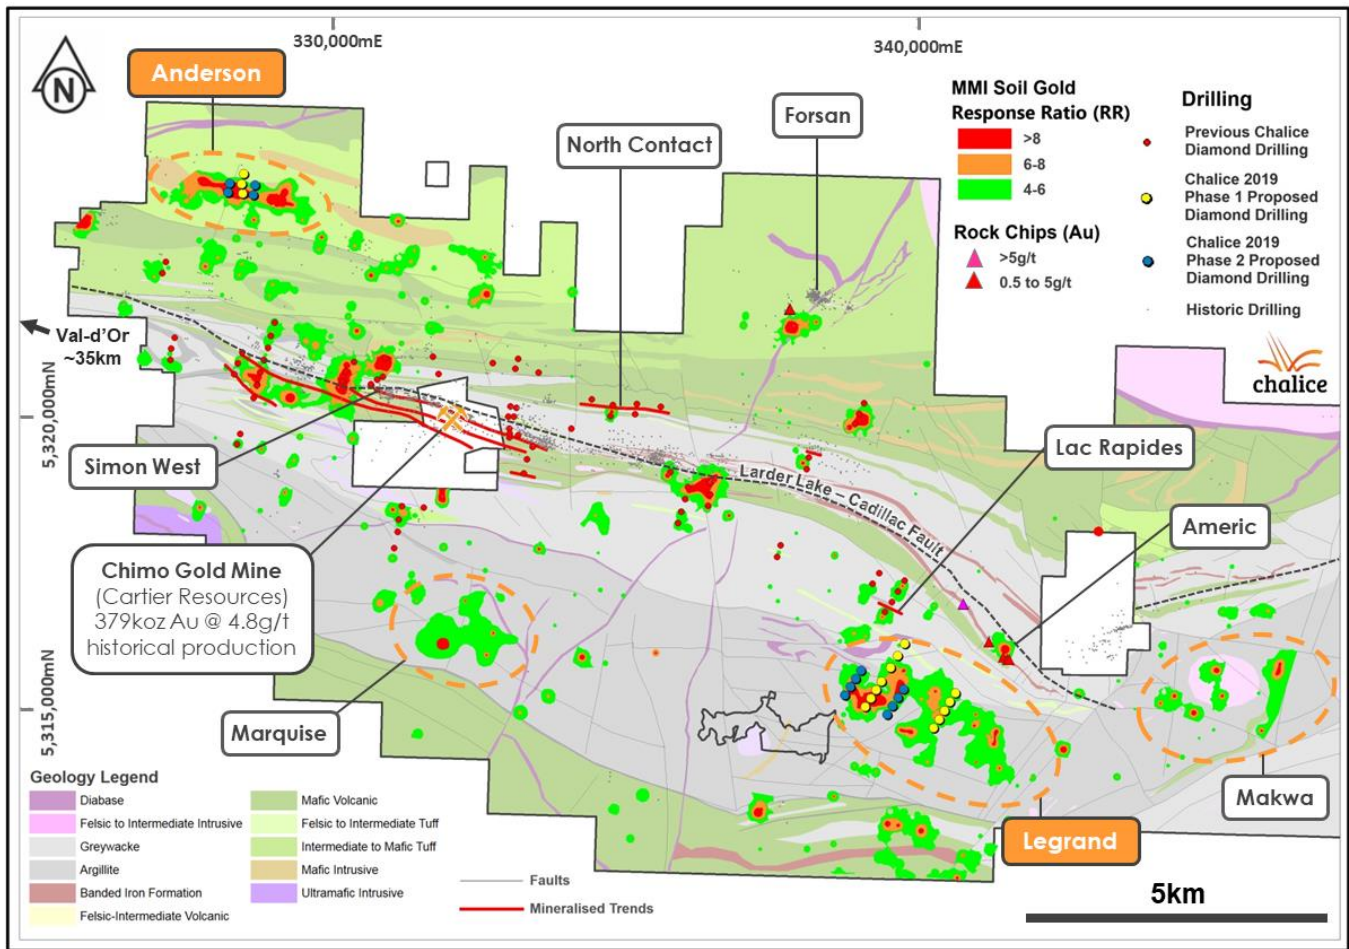 330,000mE
340,000mE
N
Anderson
North Contact
Forsan
MMI Soil Gold
Response Ratio (RR)
>8
6-8
4-6
Rock Chips (Au)
>5g/t
0.5 to 5g/t
Drilling
Previous Chalice
Diamond Drilling
Chalice 2019
Phase 1 Proposed
Diamond Drilling
Chalice 2019
Phase 2 Proposed
Diamond Drilling
Historic Drilling
chalice
Val-d'Or
~35km
5,320,000mN
Simon West
Larder Lake – Cadillac Fault
Lac Rapides
Americ
Chimo Gold Mine
(Cartier Resources)
379koz Au @ 4.8g/t
historical production
5,315,000mN
Marquise
Makwa
Legrand
Geology Legend
Diabase
Felsic to Intermediate Intrusive
Greywacke
Argillite
Banded Iron Formation
Felsic-Intermediate Volcanic
Mafic Volcanic
Felsic to Intermediate Tuff
Intermediate to Mafic Tuff
Mafic Intrusive
Ultramafic Intrusive
Faults
Mineralised Trends
5km